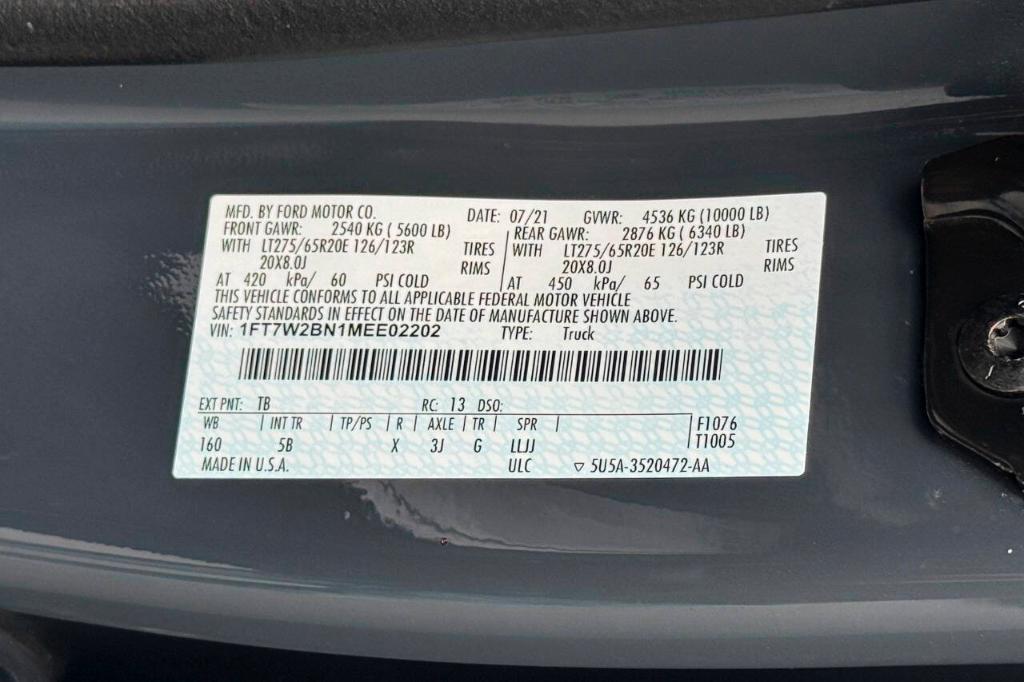 MFD. BY FORD MOTOR CO. DATE: 07/21 GVWR: 4536 KG (10000 LB)
FRONT GAWR: 2540 KG ( 5600 LB) REAR GAWR: 2876 KG ( 6340 LB)
WITH LT275/65R20E 126/123R TIRES WITH LT275/65R20E 126/123R TIRES
20X8.0J RIMS 20X8.0J RIMS
AT 420 kPa/ 60 PSI COLD AT 450 kPa/ 65 PSI COLD
THIS VEHICLE CONFORMS TO ALL APPLICABLE FEDERAL MOTOR VEHICLE
SAFETY STANDARDS IN EFFECT ON THE DATE OF MANUFACTURE SHOWN ABOVE.
VIN: 1FT7W2BN1MEE02202 TYPE: Truck
EXT PNT: TB RC: 13 DSO:
WB | INT TR | TP/PS | R | AXLE | TR | SPR | | F1076
160 5B X 3J G LLJJ T1005
MADE IN U.S.A. ULC ▽ 5U5A-3520472-AA